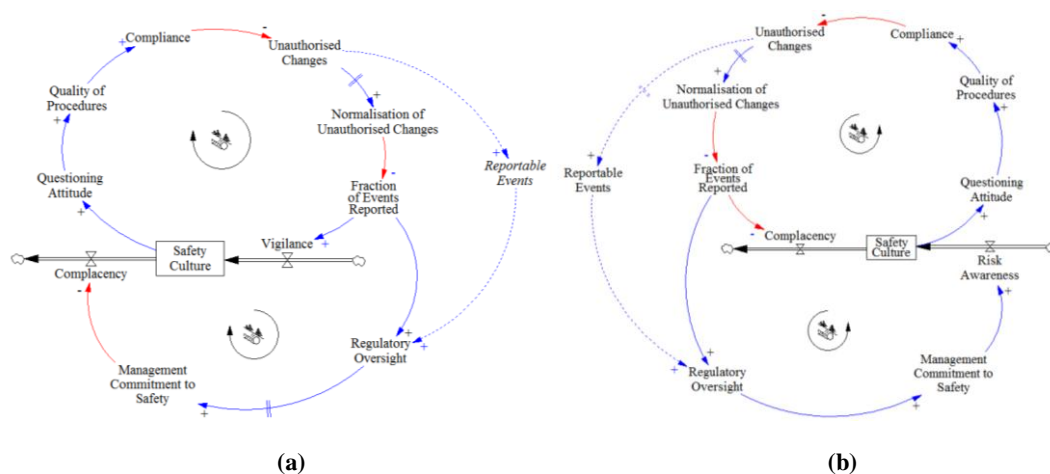 Compliance
Unauthorised
Changes
Quality of
Procedures
Normalisation of
Unauthorised Changes
Reportable
Events
Questioning
Attitude
Fraction
of Events
Reported
Vigilance
Safety
Culture
Complacency
Regulatory
Oversight
Management
Commitment to
Safety
(a)
Unauthorised
Changes
Compliance
Normalisation of
Unauthorised Changes
Quality of
Procedures
Reportable
Events
Fraction of
Events
Reported
Questioning
Attitude
Complacency
Safety
Culture
Risk
Awareness
Regulatory
Oversight
Management
Commitment to
Safety
(b)